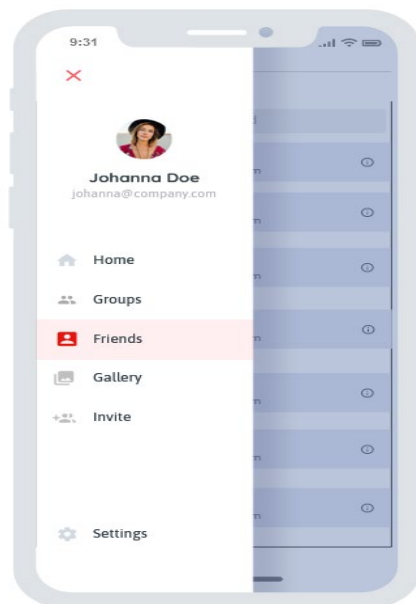 9:31
Johanna Doe
johanna@company.com
Home
Groups
Friends
Gallery
Invite
Settings